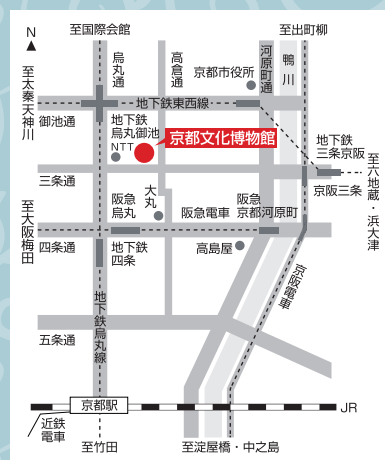 N
至国際会館
至出町柳
烏丸通
高倉通
河原町通
鴨川
京都市役所
至太秦天神川
地下鉄東西線
御池通
地下鉄
烏丸御池
NTT
京都文化博物館
地下鉄
三条京阪
三条通
京阪三条
至六地蔵・浜大津
至大阪梅田
阪急
烏丸
大丸
阪急電車
阪急
京都河原町
四条通
地下鉄
四条
高島屋
京阪電車
地下鉄烏丸線
五条通
京都駅
JR
近鉄
電車
至竹田
至淀屋橋・中之島